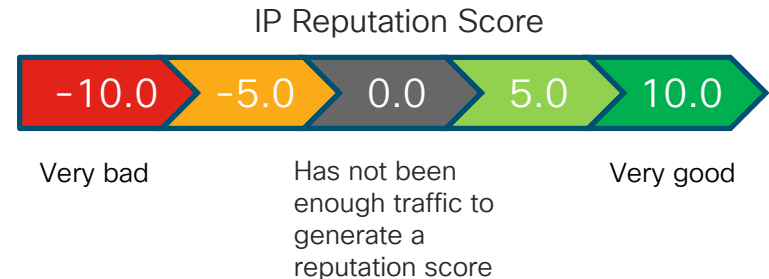 IP Reputation Score
-10.0 -5.0 0.0 5.0 10.0
Very bad
Has not been
enough traffic to
generate a
reputation score
Very good